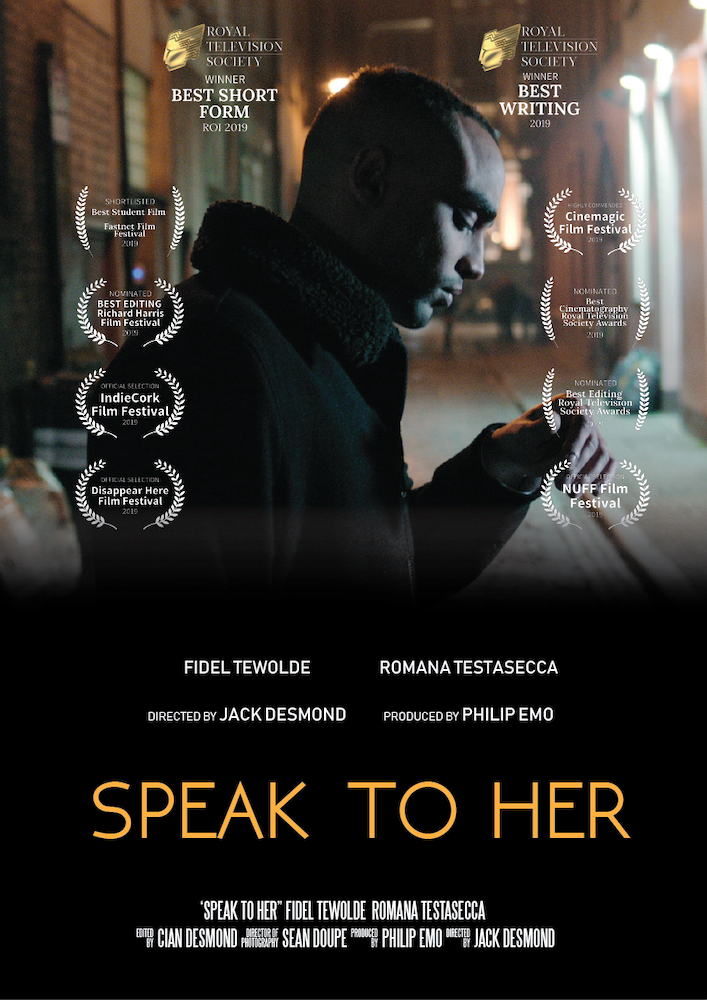 ROYAL
TELEVISION
SOCIETY
WINNER
BEST SHORT
FORM
ROI 2019
ROYAL
TELEVISION
SOCIETY
WINNER
BEST
WRITING
2019
SHORTLISTED
Best Student Film
Fastnet Film
Festival
2019
HIGHLY COMMENDED
Cinemagic
Film Festival
2019
NOMINATED
BEST EDITING
Richard Harris
Film Festival
2019
NOMINATED
Best
Cinematography
Royal Television
Society Awards
2019
OFFICIAL SELECTION
IndieCork
Film Festival
2019
NOMINATED
Best Editing
Royal Television
Society Awards
2019
OFFICIAL SELECTION
Disappear Here
Film Festival
2019
OFFICIAL SELECTION
NUFF Film
Festival
2019
FIDEL TEWOLDE ROMANA TESTASECCA
DIRECTED BY JACK DESMOND PRODUCED BY PHILIP EMO
SPEAK TO HER
"SPEAK TO HER" FIDEL TEWOLDE ROMANA TESTASECCA
EDITED BY CIAN DESMOND DIRECTOR OF PHOTOGRAPHY SEAN DOUPE PRODUCED BY PHILIP EMO DIRECTED BY JACK DESMOND